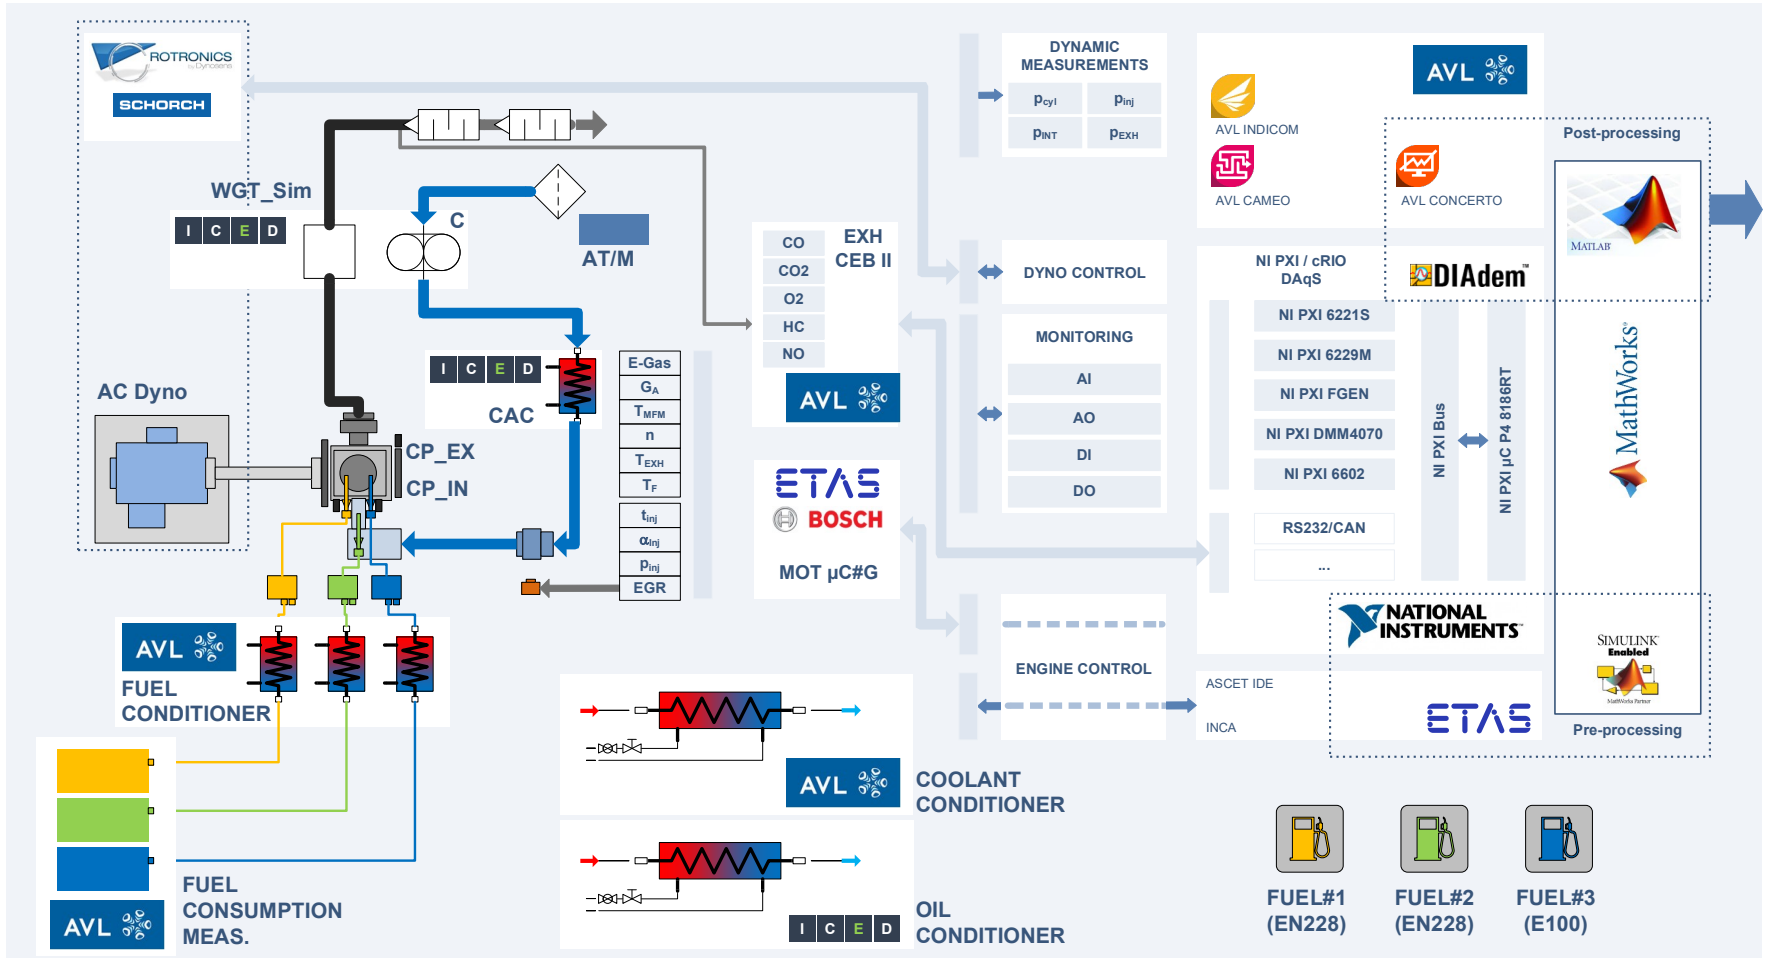 ROTRONICS
by Dynosens
SCHORCH
WGT_Sim
I C E D
C
AT/M
I C E D
CAC
AC Dyno
CP_EX
CP_IN
E-Gas
GA
TMFM
n
TEXH
TF
tinj
αinj
pinj
EGR
AVL
FUEL
CONDITIONER
FUEL
CONSUMPTION
MEAS.
AVL
CO
CO2
O2
HC
NO
EXH
CEB II
AVL
ETAS
BOSCH
MOT µC#G
AVL
COOLANT
CONDITIONER
I C E D
OIL
CONDITIONER
DYNAMIC
MEASUREMENTS
pcyl
pinj
pINT
pEXH
DYNO CONTROL
MONITORING
AI
AO
DI
DO
ENGINE CONTROL
AVL
AVL INDICOM
AVL CAMEO
AVL CONCERTO
Post-processing
MATLAB
NI PXI / cRIO
DAqS
DIAdem™
NI PXI 6221S
NI PXI 6229M
NI PXI FGEN
NI PXI DMM4070
NI PXI 6602
RS232/CAN
...
NI PXI Bus
NI PXI µC P4 8186RT
MathWorks®
NATIONAL
INSTRUMENTS™
SIMULINK
Enabled
MathWorks Partner
ASCET IDE
INCA
ETAS
Pre-processing
FUEL#1
(EN228)
FUEL#2
(EN228)
FUEL#3
(E100)